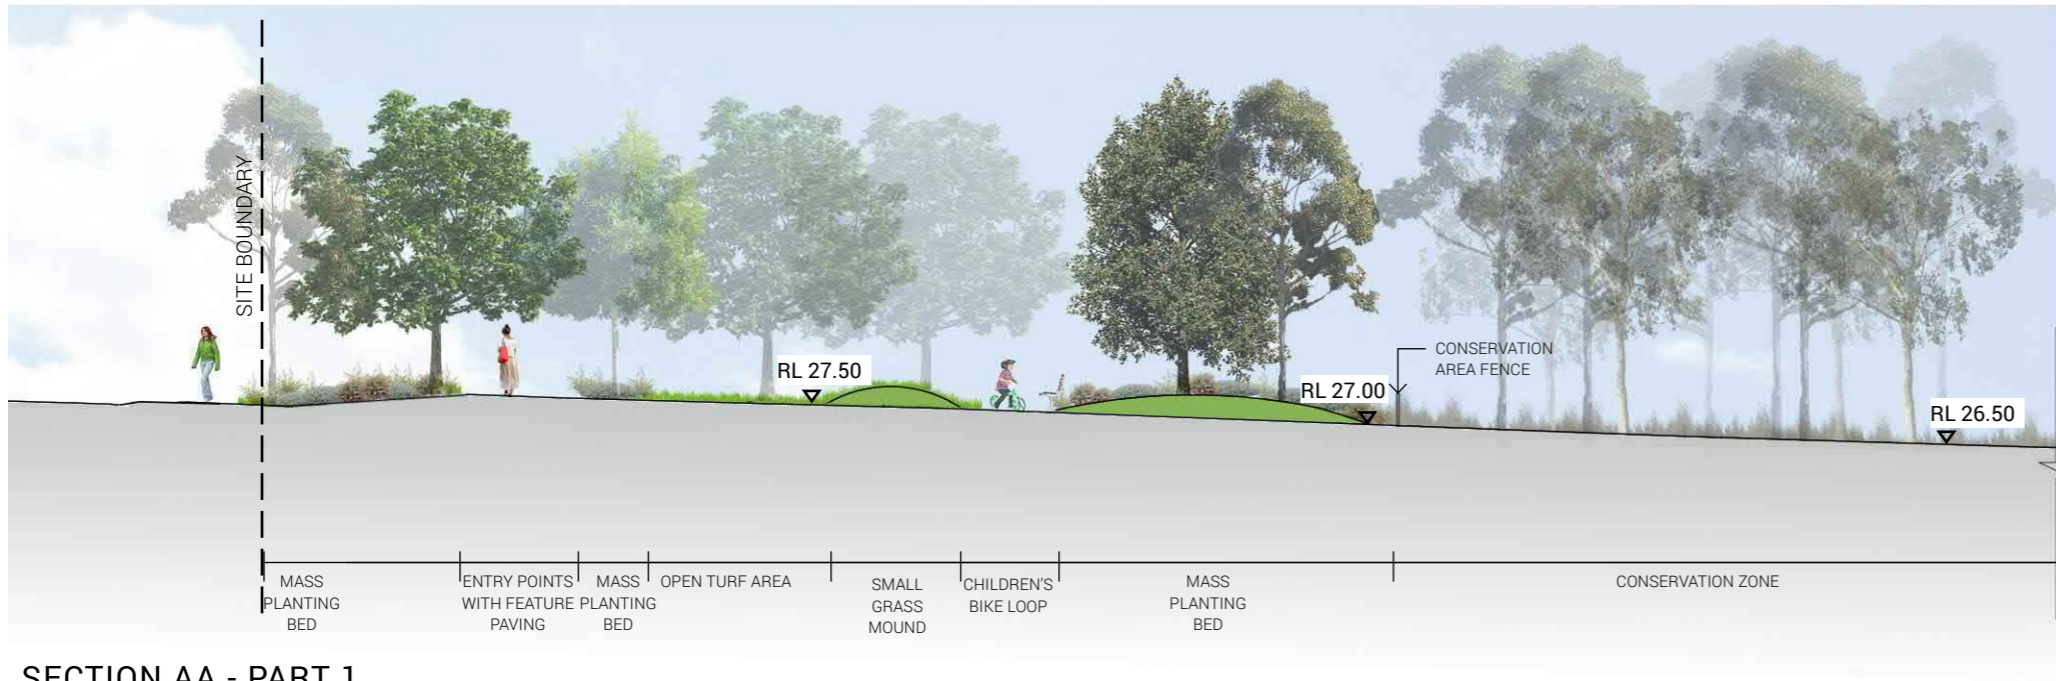 SITE BOUNDARY
RL 27.50
CONSERVATION
AREA FENCE
RL 27.00
RL 26.50
MASS
PLANTING
BED
ENTRY POINTS
WITH FEATURE
PAVING
MASS
PLANTING
BED
OPEN TURF AREA
SMALL
GRASS
MOUND
CHILDREN'S
BIKE LOOP
MASS
PLANTING
BED
CONSERVATION ZONE
SECTION AA - PART 1